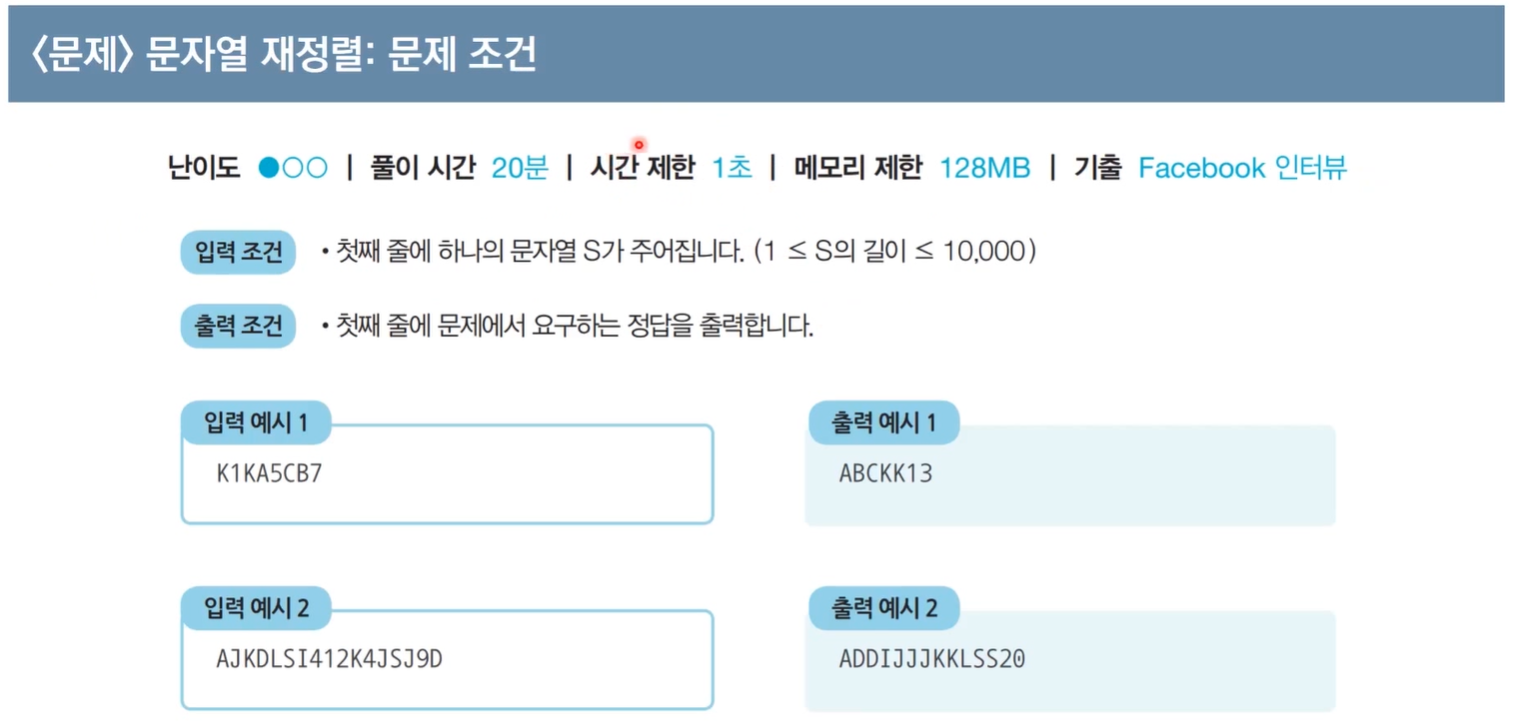 〈문제〉 문자열 재정렬: 문제 조건
난이도 ●○○ | 풀이 시간 20분 | 시간 제한 1초 | 메모리 제한 128MB | 기출 Facebook 인터뷰
입력 조건 • 첫째 줄에 하나의 문자열 S가 주어집니다. (1 ≤ S의 길이 ≤ 10,000)
출력 조건 • 첫째 줄에 문제에서 요구하는 정답을 출력합니다.
입력 예시 1
K1KA5CB7
출력 예시 1
ABCKK13
입력 예시 2
AJKDLSI412K4JSJ9D
출력 예시 2
ADDIJJJKKLSS20